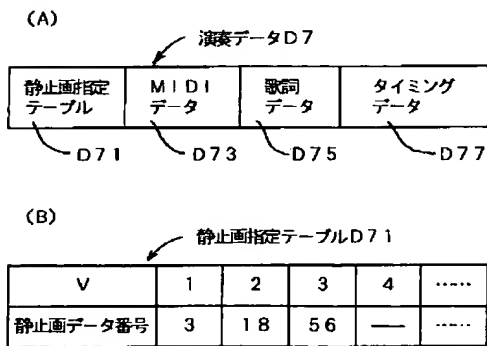 (A)
演奏データD7
静止画指定 MIDI 歌詞 タイミング
テーブル データ データ データ
D71 D73 D75 D77
(B)
静止画指定テーブルD71
V 1 2 3 4 ……
静止画データ番号 3 18 56 — ……